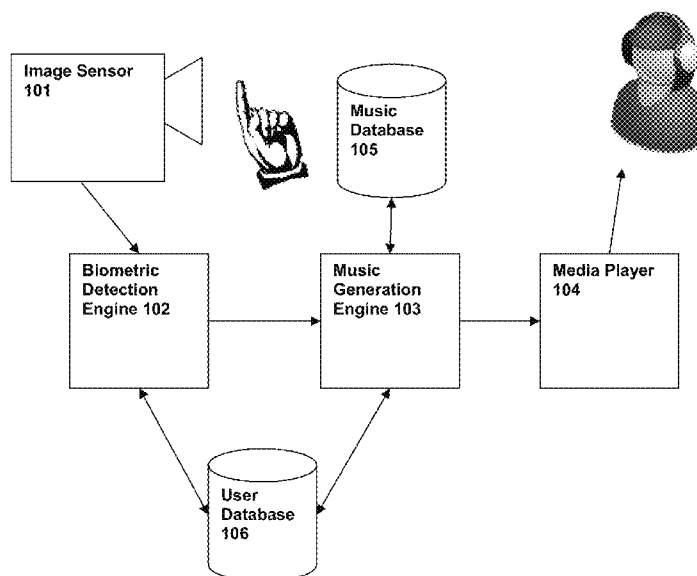 Image Sensor
101
Music
Database
105
Biometric
Detection
Engine 102
Music
Generation
Engine 103
Media Player
104
User
Database
106